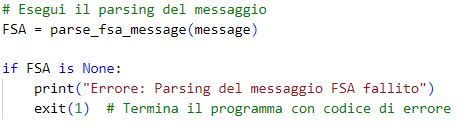 # Esegui il parsing del messaggio
FSA = parse_fsa_message(message)
if FSA is None:
    print("Errore: Parsing del messaggio FSA fallito")
    exit(1)  # Termina il programma con codice di errore